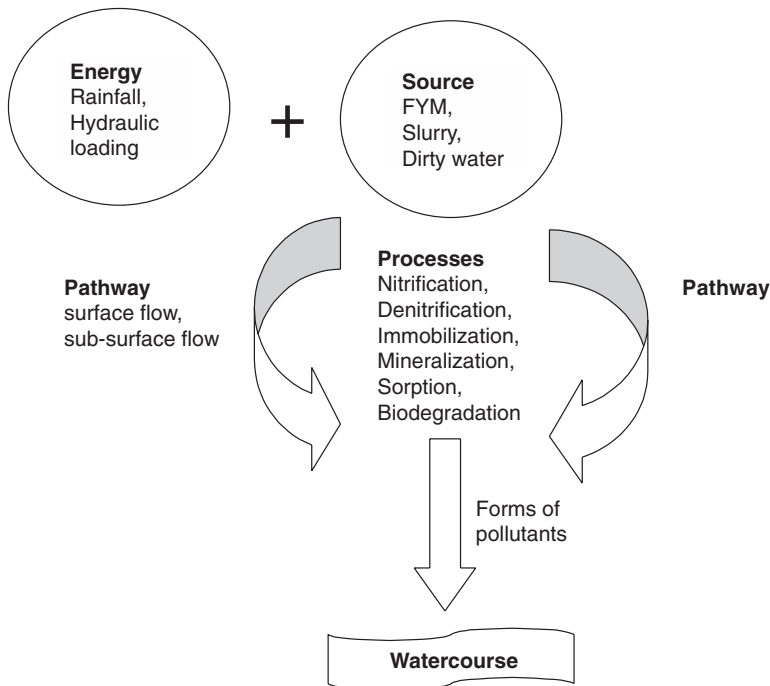 Energy
Rainfall,
Hydraulic
loading
+
Source
FYM,
Slurry,
Dirty water
Pathway
surface flow,
sub-surface flow
Processes
Nitrification,
Denitrification,
Immobilization,
Mineralization,
Sorption,
Biodegradation
Pathway
Forms of
pollutants
Watercourse